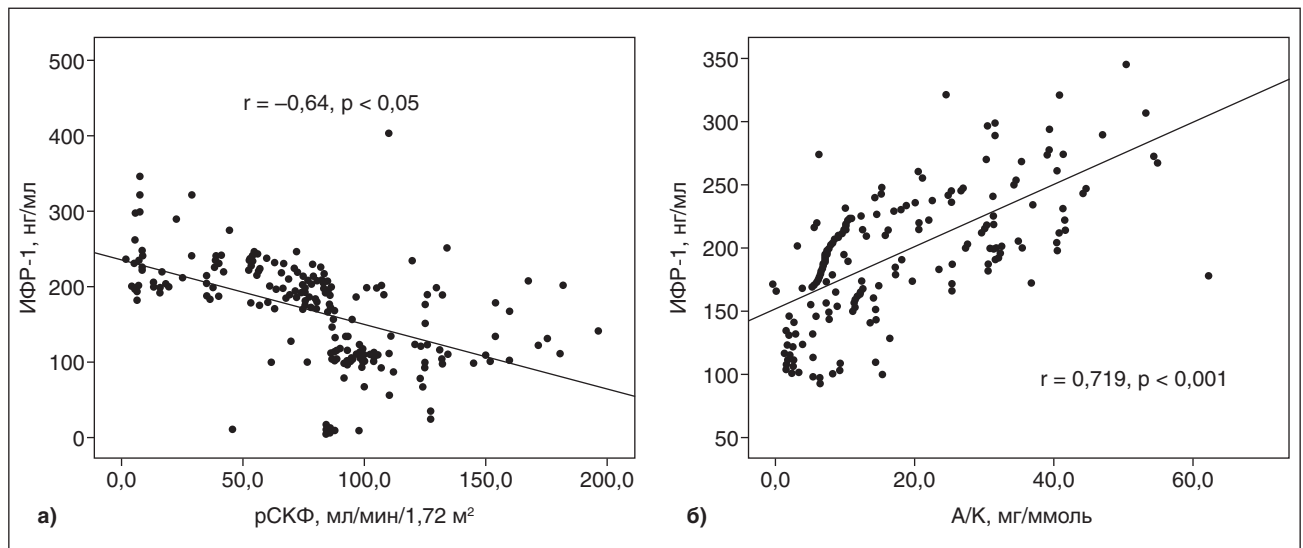 500
400
300
200
100
0
ИФР-1, нг/мл
r = –0,64, p < 0,05
0,0 50,0 100,0 150,0 200,0
а) рСКФ, мл/мин/1,72 м²
350
300
250
200
150
100
50
ИФР-1, нг/мл
r = 0,719, p < 0,001
0,0 20,0 40,0 60,0
б) А/К, мг/ммоль